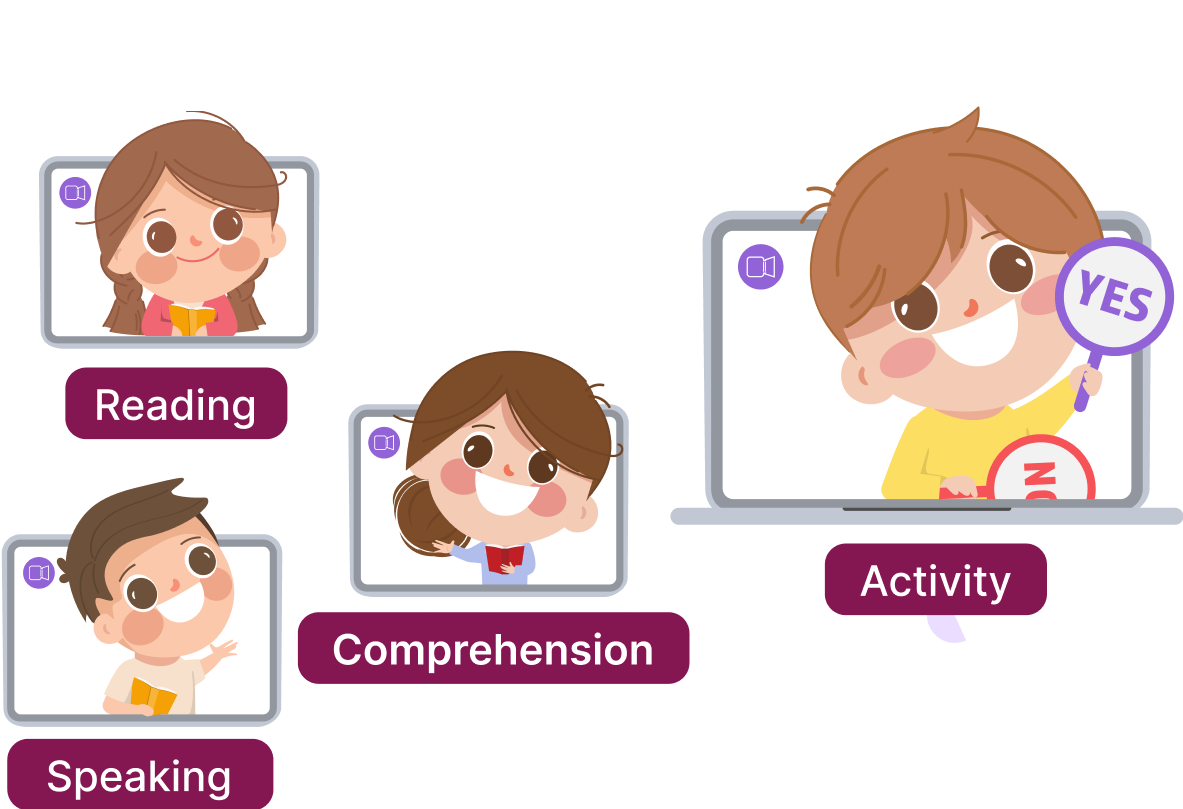 YES
NO
Reading
Comprehension
Activity
Speaking